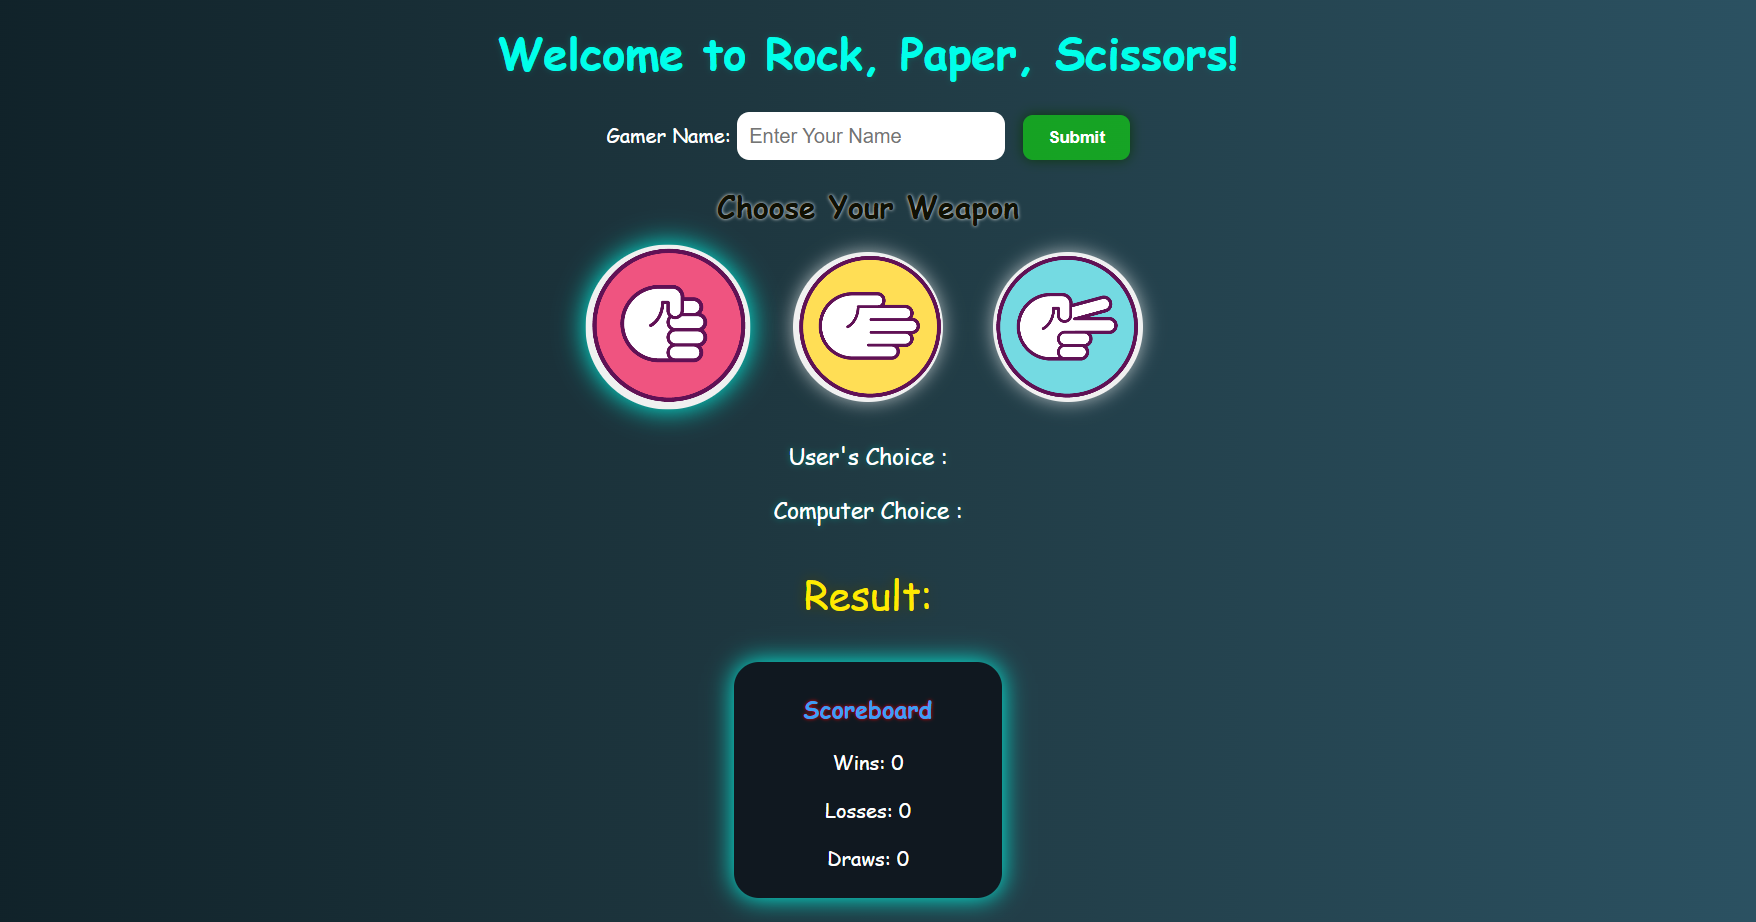 Welcome to Rock, Paper, Scissors!
Gamer Name: Enter Your Name Submit
Choose Your Weapon
User's Choice :
Computer Choice :
Result:
Scoreboard
Wins: 0
Losses: 0
Draws: 0